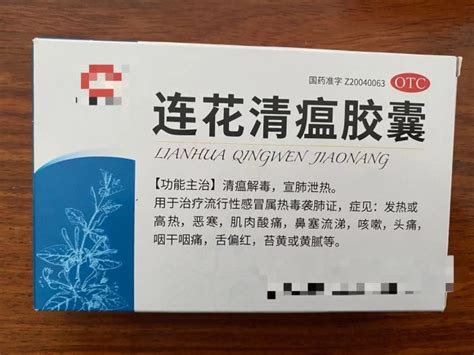 国药准字 Z20040063
OTC
连花清瘟胶囊
LIANHUA QINGWEN JIAONANG
【功能主治】清瘟解毒，宣肺泄热。
用于治疗流行性感冒属热毒袭肺证，症见：发热或
高热，恶寒，肌肉酸痛，鼻塞流涕，咳嗽，头痛，
咽干咽痛，舌偏红，苔黄或黄腻等。